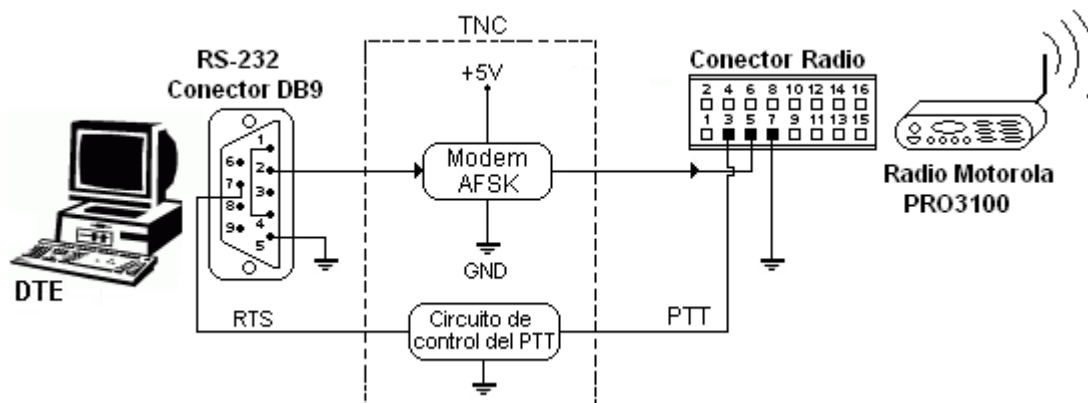 TNC
RS-232
Conector DB9
+5V
Conector Radio
2 4 6 8 10 12 14 16
1 3 5 7 9 11 13 15
1
6
2
7
3
8
4
9
5
Modem
AFSK
Radio Motorola
PRO3100
GND
DTE
RTS
Circuito de
control del PTT
PTT